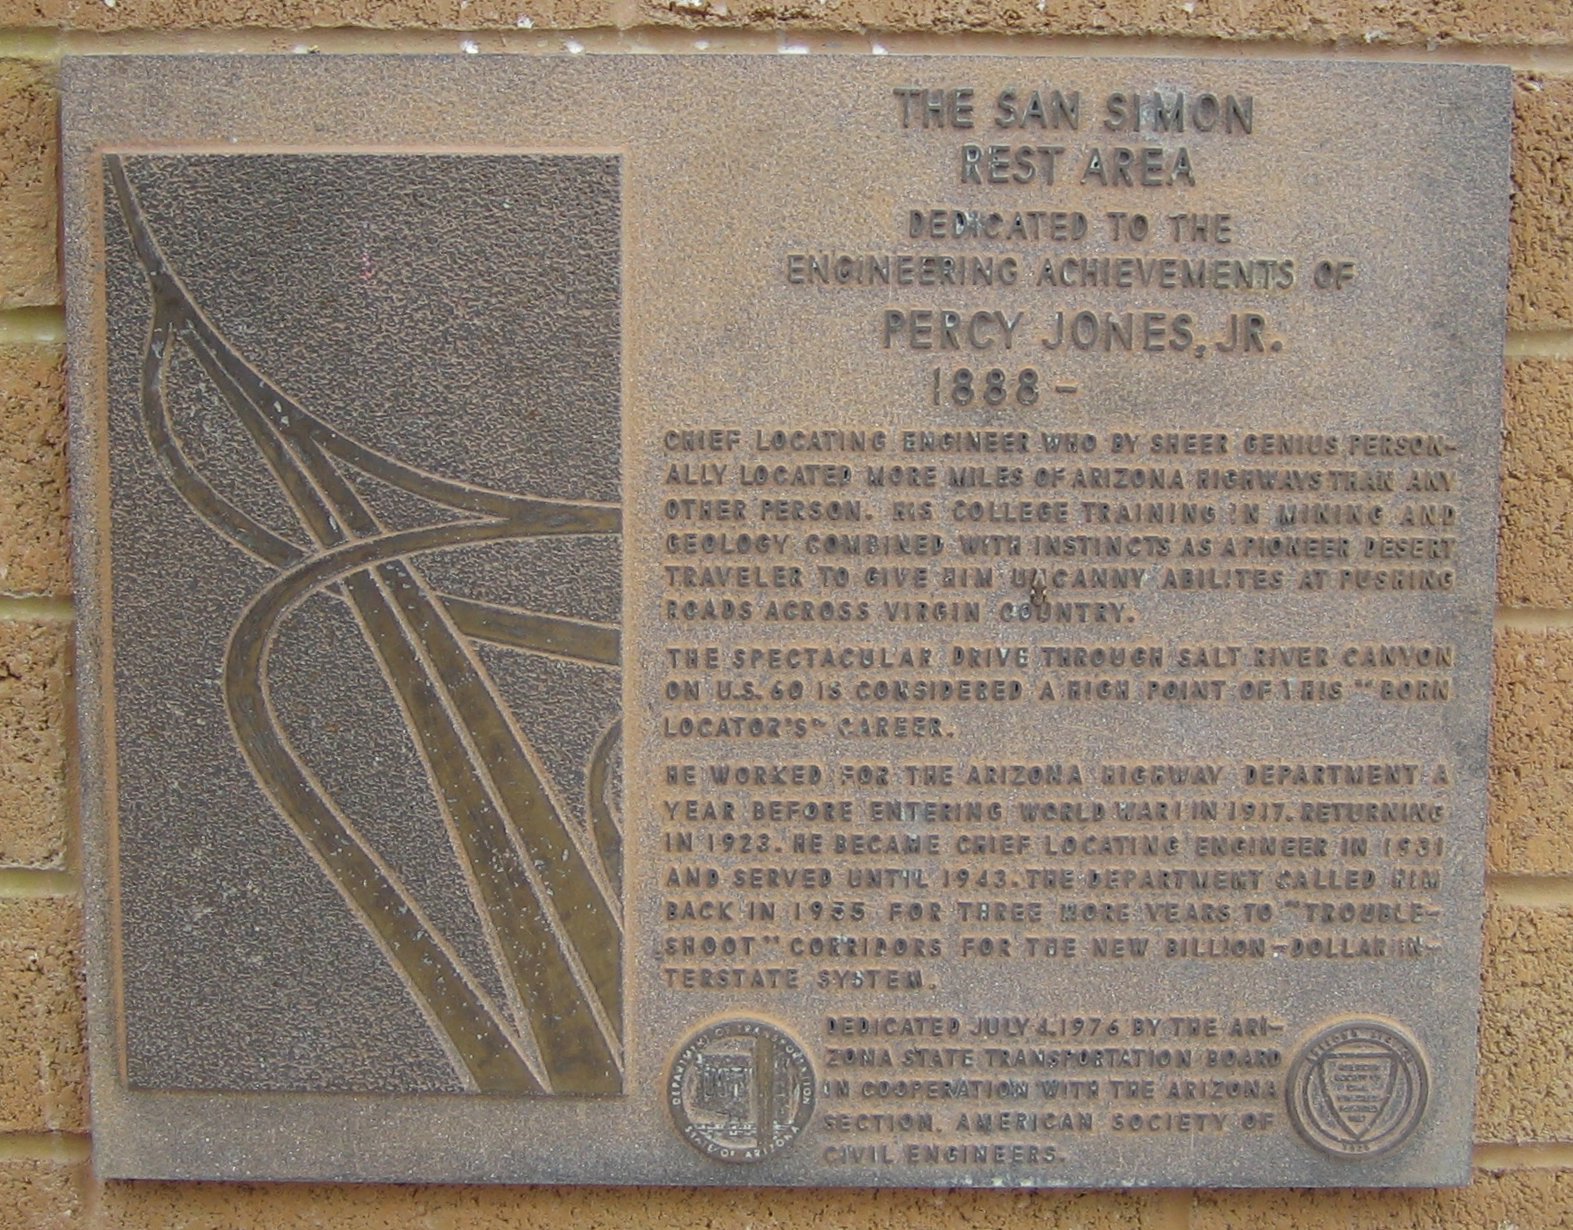 THE SAN SIMON
REST AREA
DEDICATED TO THE
ENGINEERING ACHIEVEMENTS OF
PERCY JONES, JR.
1888 -
CHIEF LOCATING ENGINEER WHO BY SHEER GENIUS PERSON-
ALLY LOCATED MORE MILES OF ARIZONA HIGHWAYS THAN ANY
OTHER PERSON. HIS COLLEGE TRAINING IN MINING AND
GEOLOGY COMBINED WITH INSTINCTS AS A PIONEER DESERT
TRAVELER TO GIVE HIM UNCANNY ABILITES AT PUSHING
ROADS ACROSS VIRGIN COUNTRY.
THE SPECTACULAR DRIVE THROUGH SALT RIVER CANYON
ON U.S. 60 IS CONSIDERED A HIGH POINT OF THIS "BORN
LOCATOR'S" CAREER.
HE WORKED FOR THE ARIZONA HIGHWAY DEPARTMENT A
YEAR BEFORE ENTERING WORLD WAR I IN 1917. RETURNING
IN 1923. HE BECAME CHIEF LOCATING ENGINEER IN 1931
AND SERVED UNTIL 1943. THE DEPARTMENT CALLED HIM
BACK IN 1955 FOR THREE MORE YEARS TO "TROUBLE-
SHOOT" CORRIDORS FOR THE NEW BILLION-DOLLAR IN-
TERSTATE SYSTEM.
DEPARTMENT OF TRANSPORTATION
STATE OF ARIZONA
DEDICATED JULY 4, 1976 BY THE ARI-
ZONA STATE TRANSPORTATION BOARD
IN COOPERATION WITH THE ARIZONA
SECTION, AMERICAN SOCIETY OF
CIVIL ENGINEERS.